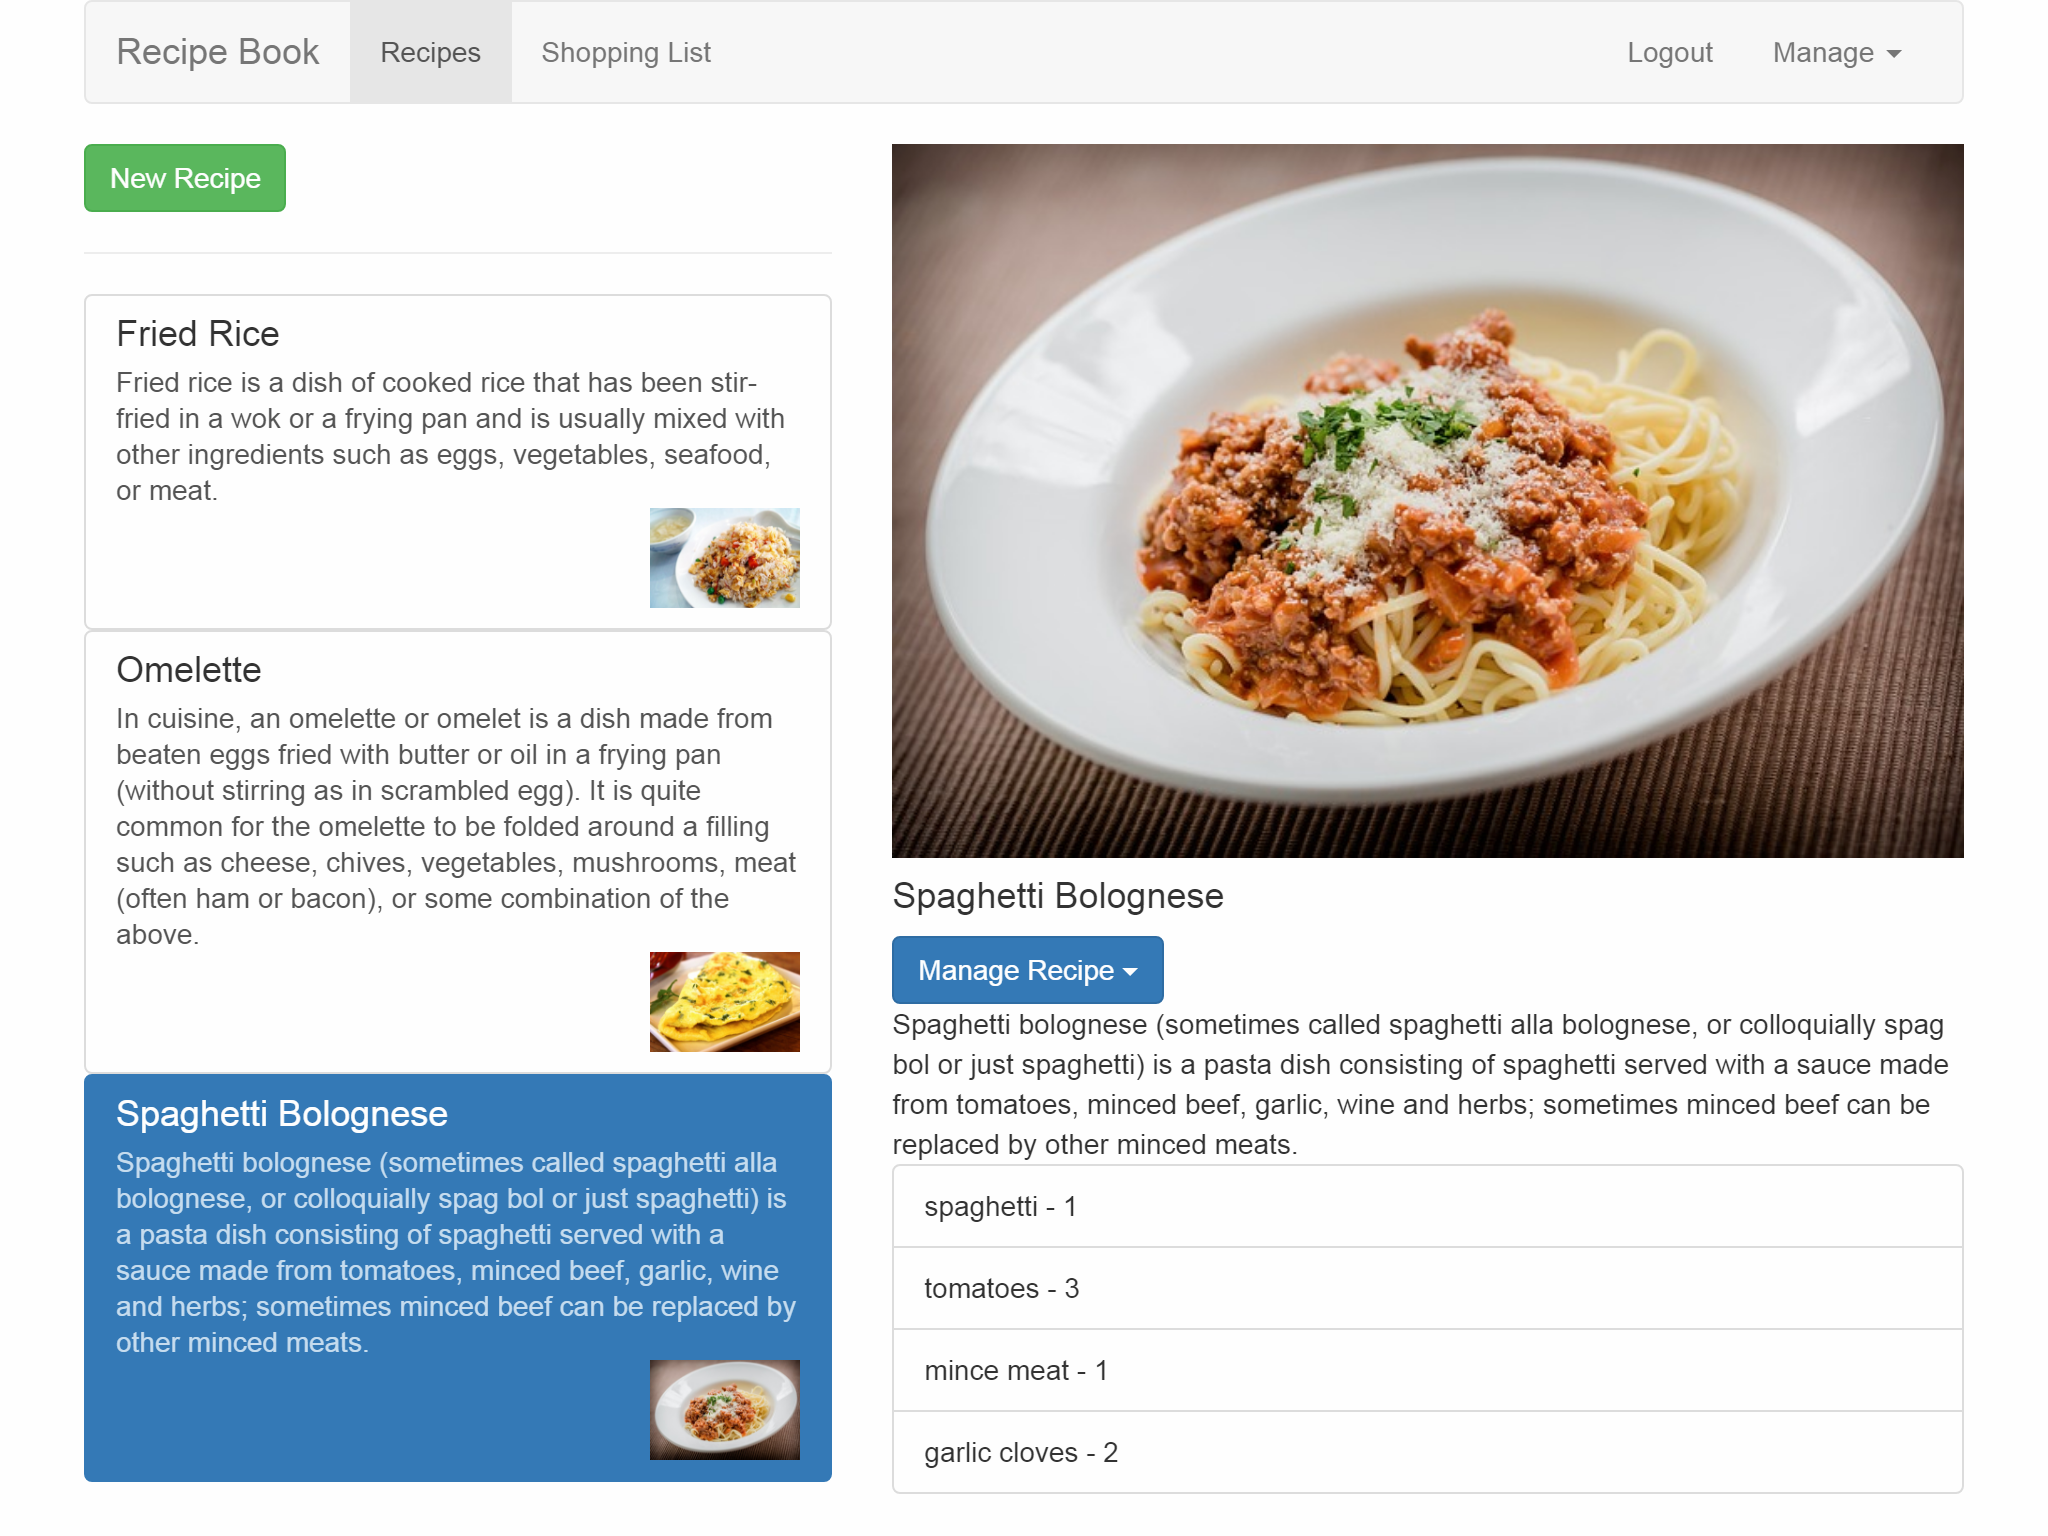 Recipe Book
Recipes
Shopping List
Logout
Manage
New Recipe
Fried Rice
Fried rice is a dish of cooked rice that has been stir-
fried in a wok or a frying pan and is usually mixed with
other ingredients such as eggs, vegetables, seafood,
or meat.
Omelette
In cuisine, an omelette or omelet is a dish made from
beaten eggs fried with butter or oil in a frying pan
(without stirring as in scrambled egg). It is quite
common for the omelette to be folded around a filling
such as cheese, chives, vegetables, mushrooms, meat
(often ham or bacon), or some combination of the
above.
Spaghetti Bolognese
Spaghetti bolognese (sometimes called spaghetti alla
bolognese, or colloquially spag bol or just spaghetti) is
a pasta dish consisting of spaghetti served with a
sauce made from tomatoes, minced beef, garlic, wine
and herbs; sometimes minced beef can be replaced by
other minced meats.
Spaghetti Bolognese
Manage Recipe
Spaghetti bolognese (sometimes called spaghetti alla bolognese, or colloquially spag
bol or just spaghetti) is a pasta dish consisting of spaghetti served with a sauce made
from tomatoes, minced beef, garlic, wine and herbs; sometimes minced beef can be
replaced by other minced meats.
spaghetti - 1
tomatoes - 3
mince meat - 1
garlic cloves - 2